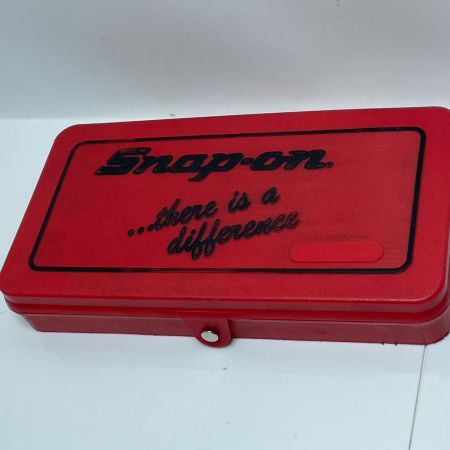 Snap-on®
...there is a
difference